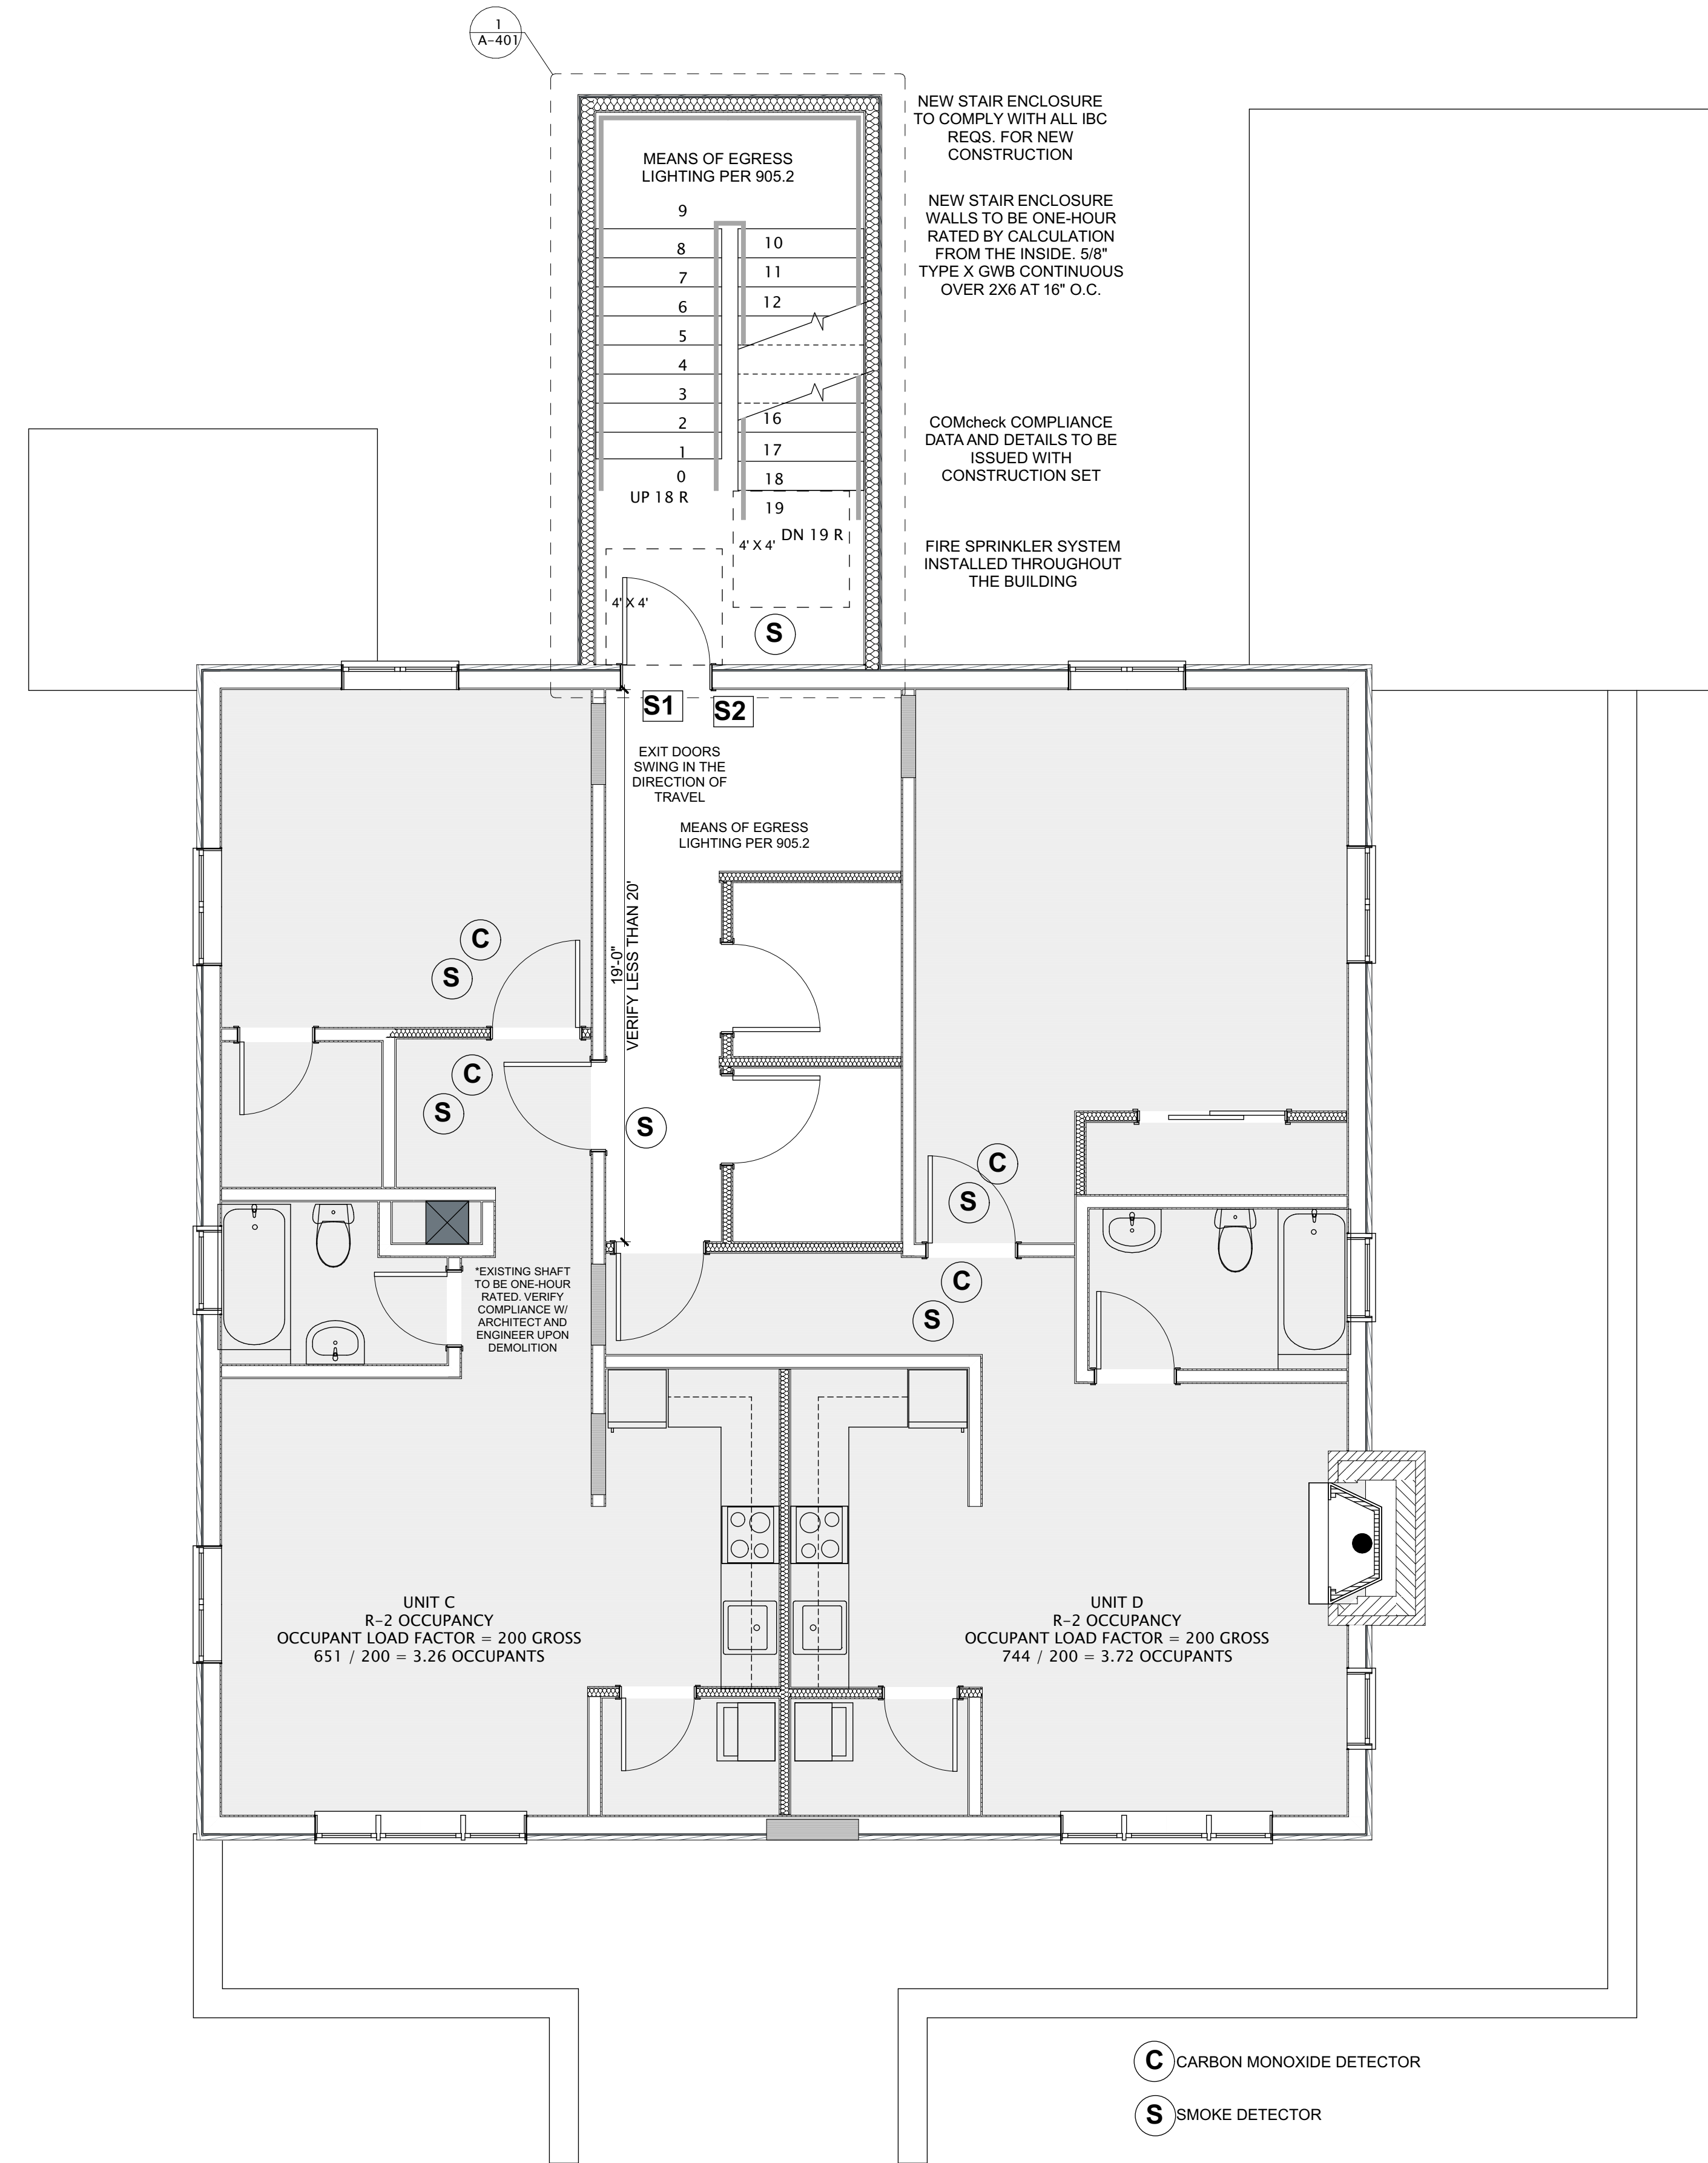 1
A-401
NEW STAIR ENCLOSURE
TO COMPLY WITH ALL IBC
REQS. FOR NEW
CONSTRUCTION
MEANS OF EGRESS
LIGHTING PER 905.2
NEW STAIR ENCLOSURE
WALLS TO BE ONE-HOUR
RATED BY CALCULATION
FROM THE INSIDE. 5/8"
TYPE X GWB CONTINUOUS
OVER 2X6 AT 16" O.C.
9
8
7
6
5
4
3
2
1
0
UP 18 R
10
11
12
16
17
18
19
DN 19 R
4' X 4'
4' X 4'
COMcheck COMPLIANCE
DATA AND DETAILS TO BE
ISSUED WITH
CONSTRUCTION SET
FIRE SPRINKLER SYSTEM
INSTALLED THROUGHOUT
THE BUILDING
S
S1
S2
EXIT DOORS
SWING IN THE
DIRECTION OF
TRAVEL
MEANS OF EGRESS
LIGHTING PER 905.2
19'-0"
VERIFY LESS THAN 20'
C
S
C
S
S
C
S
C
S
*EXISTING SHAFT
TO BE ONE-HOUR
RATED. VERIFY
COMPLIANCE W/
ARCHITECT AND
ENGINEER UPON
DEMOLITION
UNIT C
R-2 OCCUPANCY
OCCUPANT LOAD FACTOR = 200 GROSS
651 / 200 = 3.26 OCCUPANTS
UNIT D
R-2 OCCUPANCY
OCCUPANT LOAD FACTOR = 200 GROSS
744 / 200 = 3.72 OCCUPANTS
C CARBON MONOXIDE DETECTOR
S SMOKE DETECTOR